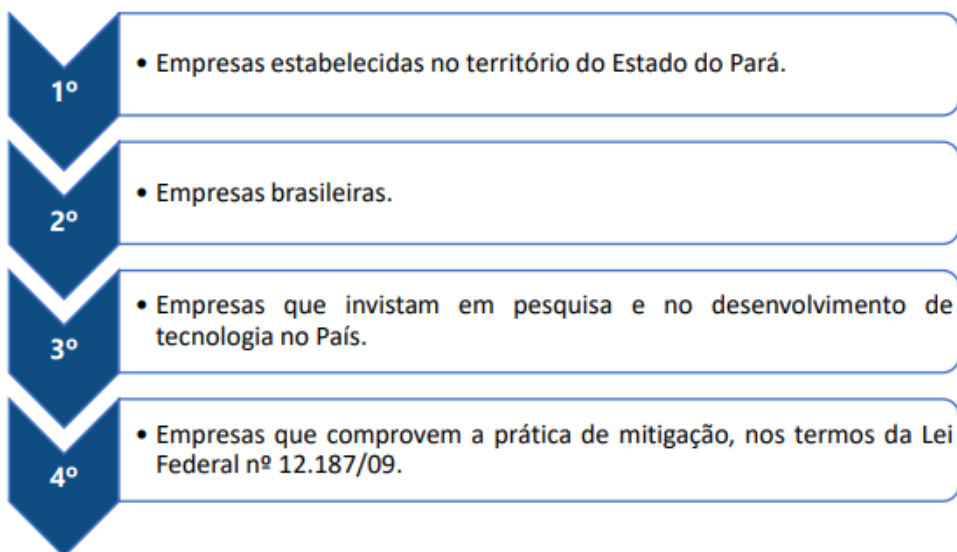 1º
• Empresas estabelecidas no território do Estado do Pará.
2º
• Empresas brasileiras.
3º
• Empresas que invistam em pesquisa e no desenvolvimento de
tecnologia no País.
4º
• Empresas que comprovem a prática de mitigação, nos termos da Lei
Federal nº 12.187/09.